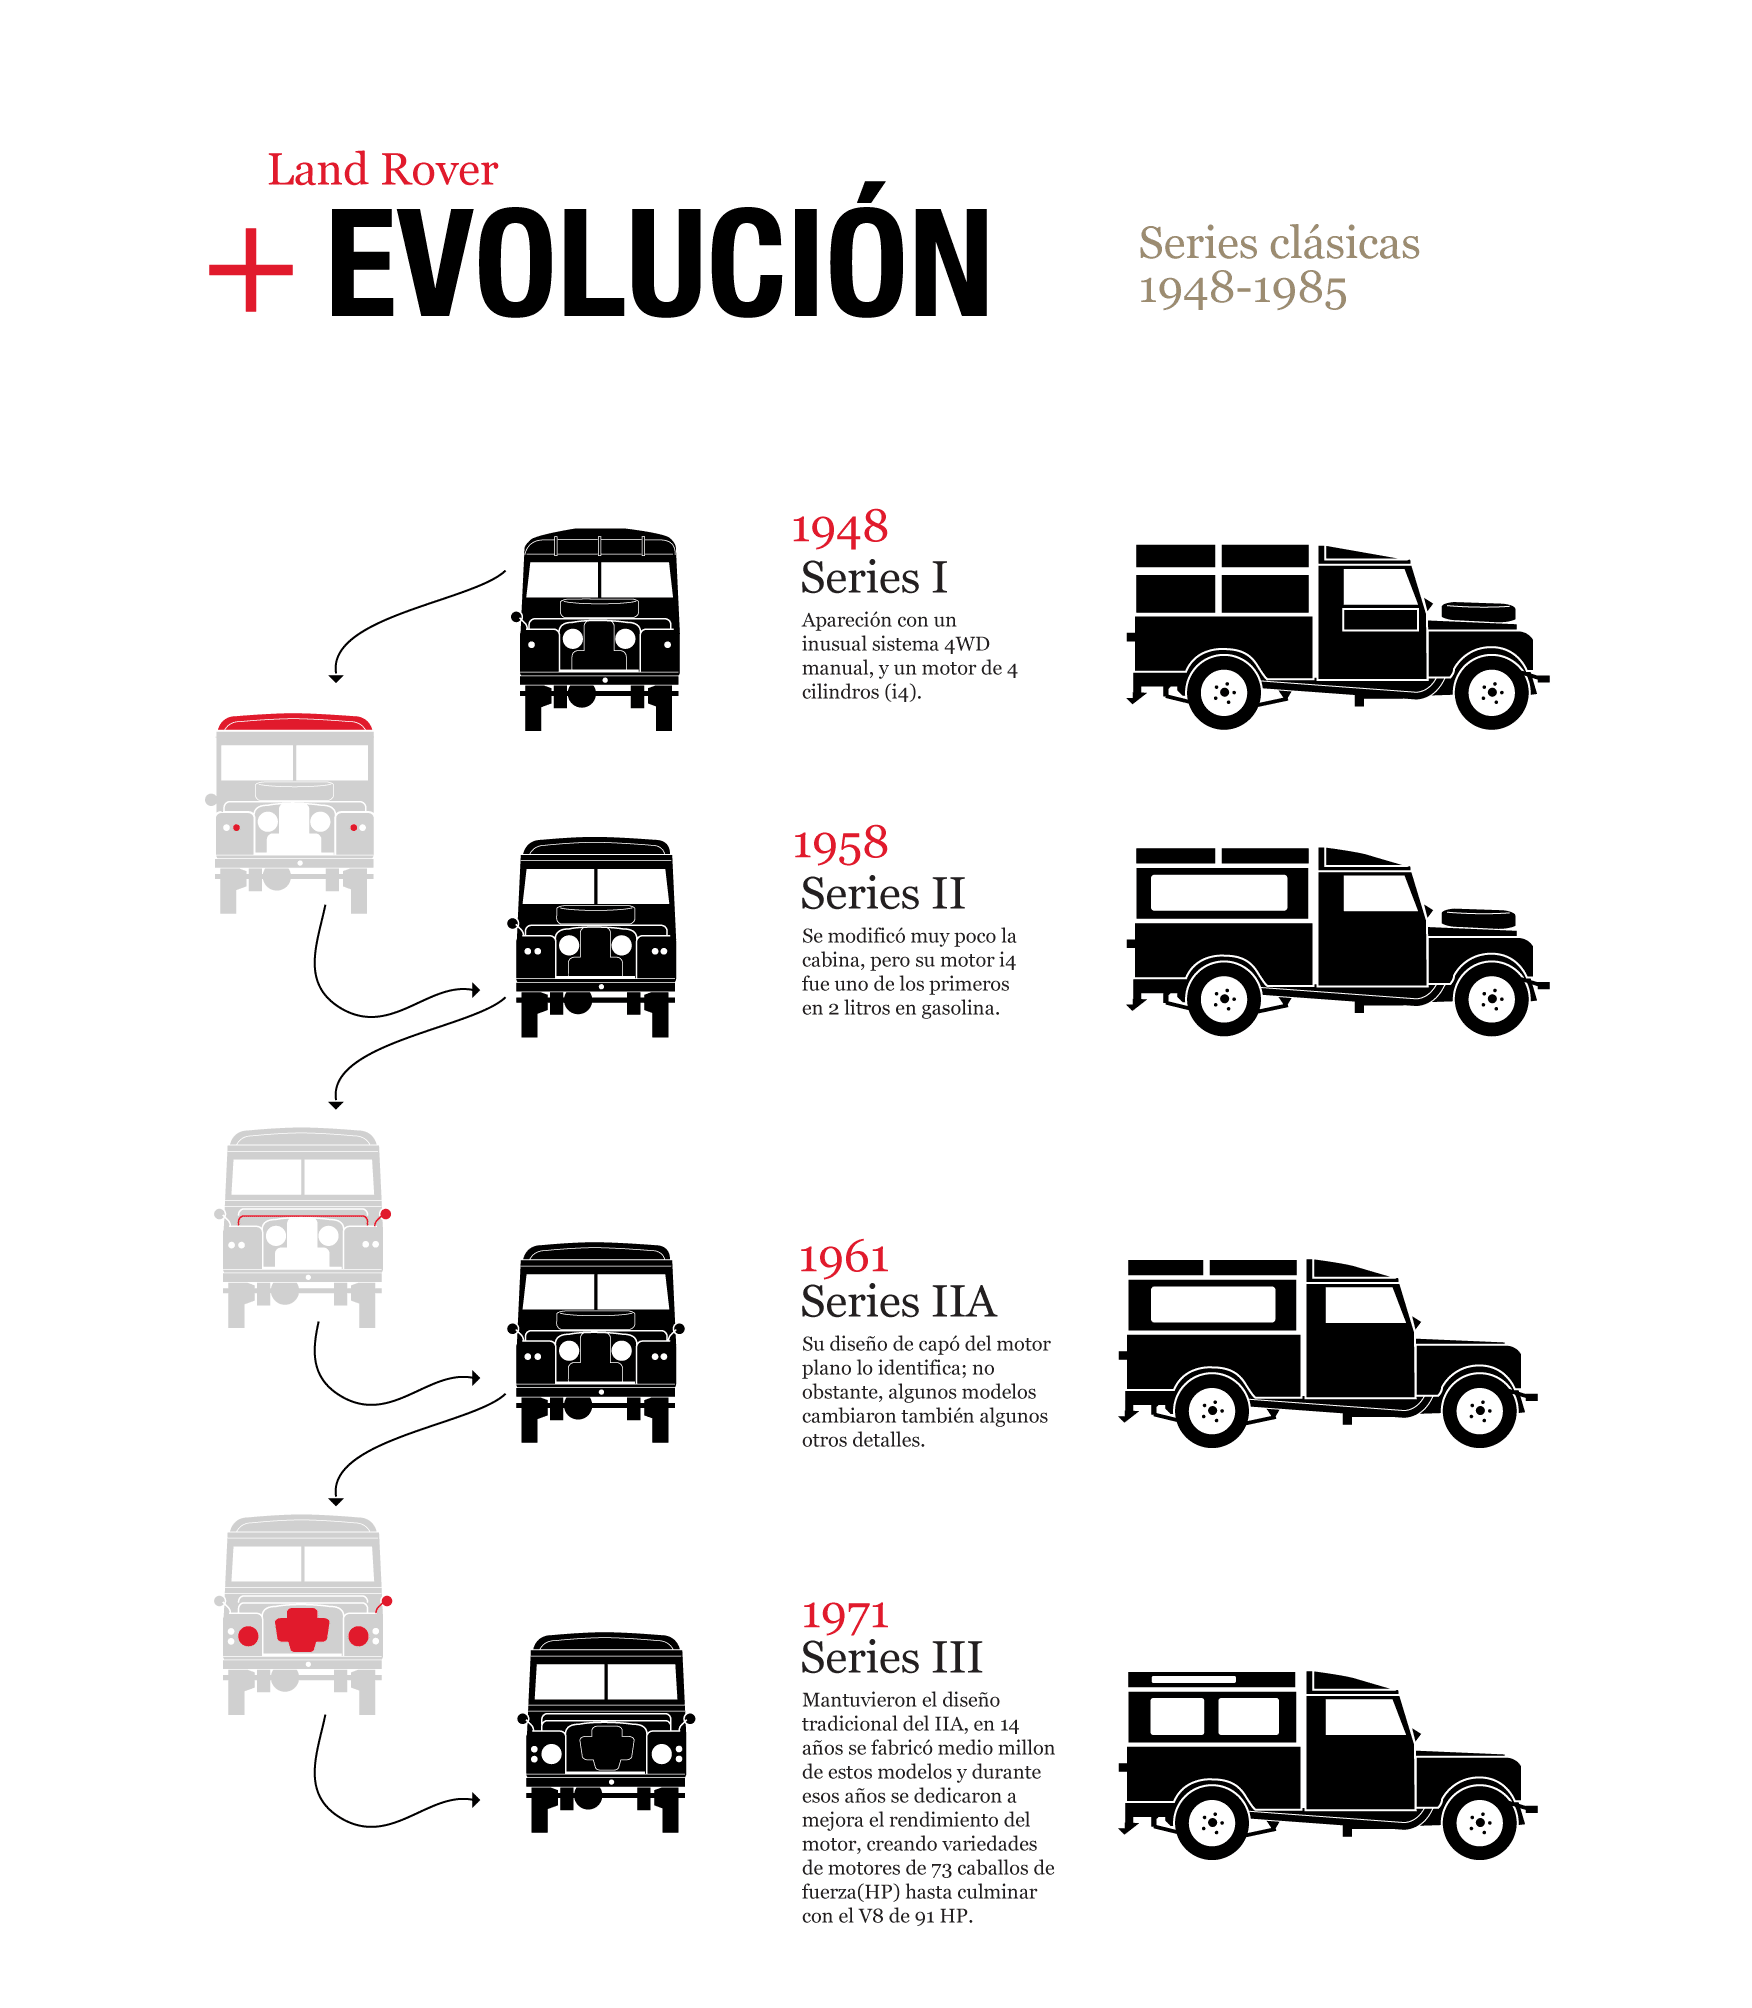 Land Rover
+ EVOLUCIÓN
Series clásicas
1948-1985
1948
Series I
Apareción con un
inusual sistema 4WD
manual, y un motor de 4
cilindros (i4).
1958
Series II
Se modificó muy poco la
cabina, pero su motor i4
fue uno de los primeros
en 2 litros en gasolina.
1961
Series IIA
Su diseño de capó del motor
plano lo identifica; no
obstante, algunos modelos
cambiaron también algunos
otros detalles.
1971
Series III
Mantuvieron el diseño
tradicional del IIA, en 14
años se fabricó medio millon
de estos modelos y durante
esos años se dedicaron a
mejora el rendimiento del
motor, creando variedades
de motores de 73 caballos de
fuerza(HP) hasta culminar
con el V8 de 91 HP.